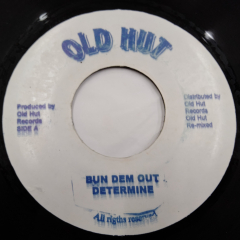 OLD HUT
Produced by
Old Hut
Records
SIDE A
Distributed by
Old Hut
Records
Old Hut
Re-mixed
BUN DEM OUT
DETERMINE
All rigths reserved